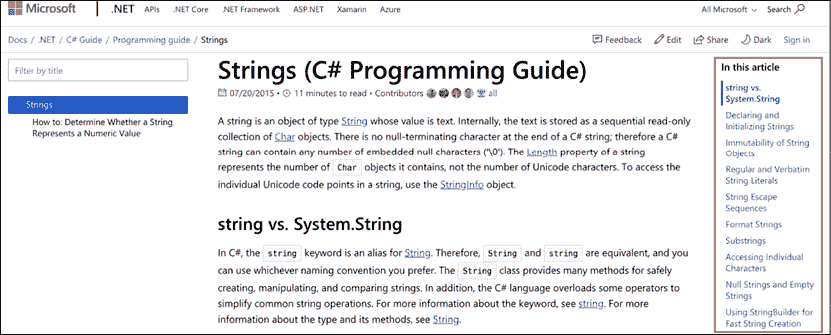 Microsoft .NET APIs .NET Core .NET Framework ASP.NET Xamarin Azure All Microsoft Search
Docs / .NET / C# Guide / Programming guide / Strings
Feedback Edit Share Dark Sign in
Filter by title
Strings
How to: Determine Whether a String
Represents a Numeric Value
Strings (C# Programming Guide)
07/20/2015 • 11 minutes to read • Contributors all
A string is an object of type String whose value is text. Internally, the text is stored as a sequential read-only
collection of Char objects. There is no null-terminating character at the end of a C# string; therefore a C#
string can contain any number of embedded null characters ('\0'). The Length property of a string
represents the number of Char objects it contains, not the number of Unicode characters. To access the
individual Unicode code points in a string, use the StringInfo object.
string vs. System.String
In C#, the string keyword is an alias for String. Therefore, String and string are equivalent, and you
can use whichever naming convention you prefer. The String class provides many methods for safely
creating, manipulating, and comparing strings. In addition, the C# language overloads some operators to
simplify common string operations. For more information about the keyword, see string. For more
information about the type and its methods, see String.
In this article
string vs.
System.String
Declaring and
Initializing Strings
Immutability of String
Objects
Regular and Verbatim
String Literals
String Escape
Sequences
Format Strings
Substrings
Accessing Individual
Characters
Null Strings and Empty
Strings
Using StringBuilder for
Fast String Creation